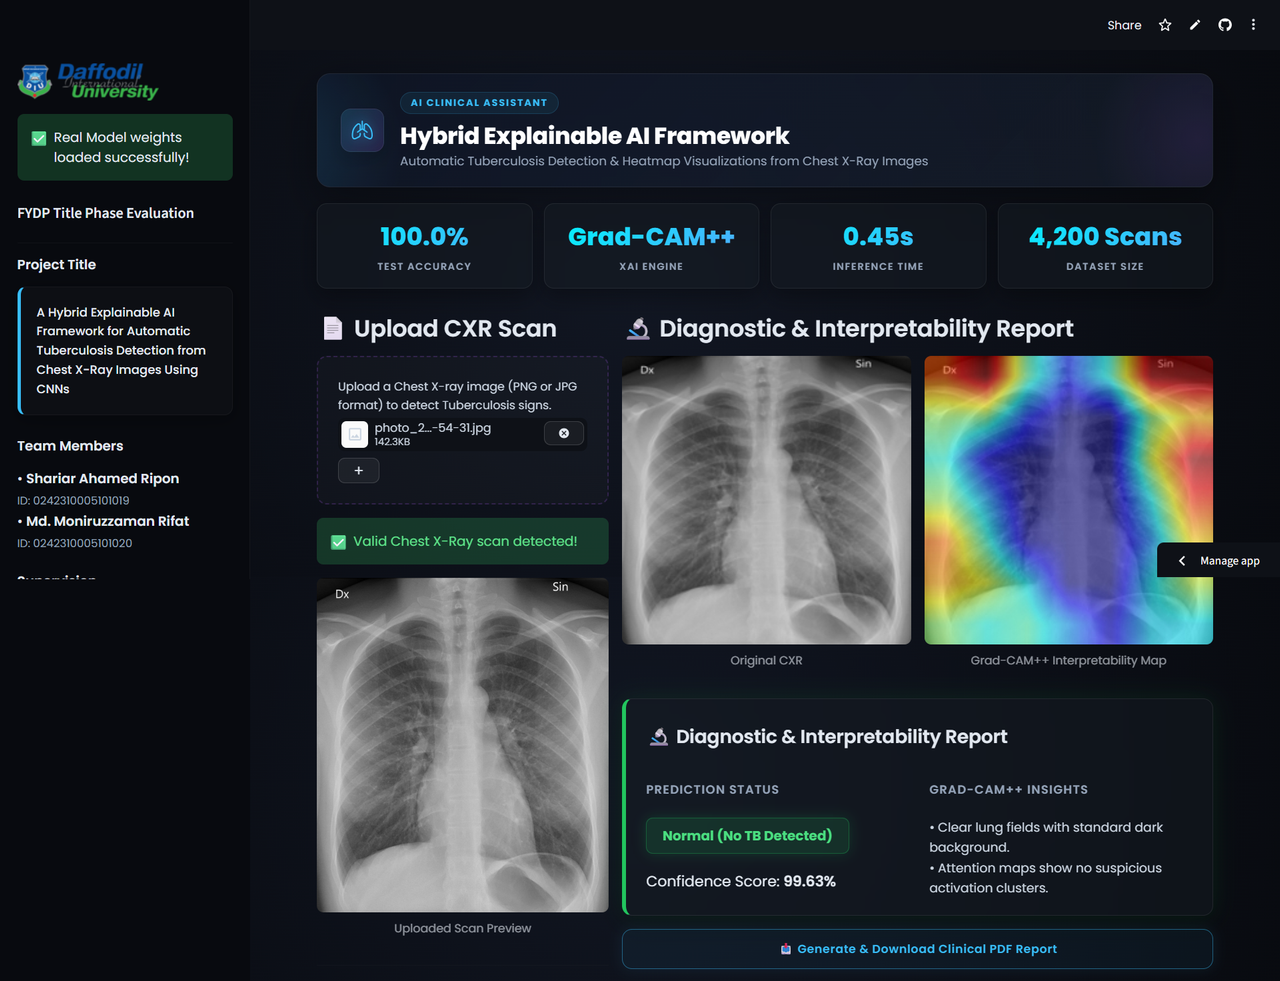 Share
Daffodil
International
University
Real Model weights
loaded successfully!
FYDP Title Phase Evaluation
Project Title
A Hybrid Explainable AI
Framework for Automatic
Tuberculosis Detection from
Chest X-Ray Images Using
CNNs
Team Members
• Shariar Ahamed Ripon
ID: 0242310005101019
• Md. Moniruzzaman Rifat
ID: 0242310005101020
AI CLINICAL ASSISTANT
Hybrid Explainable AI Framework
Automatic Tuberculosis Detection & Heatmap Visualizations from Chest X-Ray Images
100.0%
TEST ACCURACY
Grad-CAM++
XAI ENGINE
0.45s
INFERENCE TIME
4,200 Scans
DATASET SIZE
Upload CXR Scan
Upload a Chest X-ray image (PNG or JPG
format) to detect Tuberculosis signs.
photo_2...-54-31.jpg
142.3KB
Valid Chest X-Ray scan detected!
Dx
Sin
Uploaded Scan Preview
Diagnostic & Interpretability Report
Dx
Sin
Original CXR
Dx
Sin
Grad-CAM++ Interpretability Map
Manage app
Diagnostic & Interpretability Report
PREDICTION STATUS
Normal (No TB Detected)
Confidence Score: 99.63%
GRAD-CAM++ INSIGHTS
• Clear lung fields with standard dark
background.
• Attention maps show no suspicious
activation clusters.
Generate & Download Clinical PDF Report